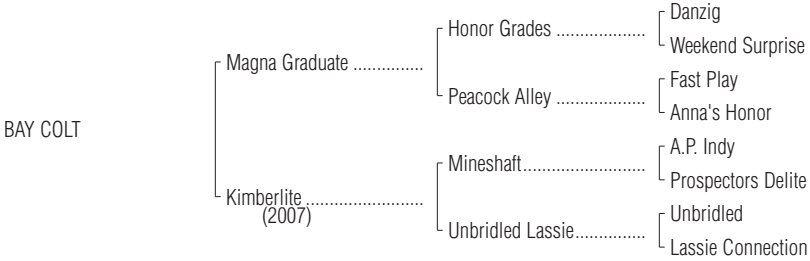 Danzig
Honor Grades ....................
Weekend Surprise
Magna Graduate ...............
Fast Play
Peacock Alley ....................
Anna's Honor
BAY COLT
A.P. Indy
Mineshaft...........................
Prospectors Delite
Kimberlite..........................
(2007)
Unbridled
Unbridled Lassie...............
Lassie Connection